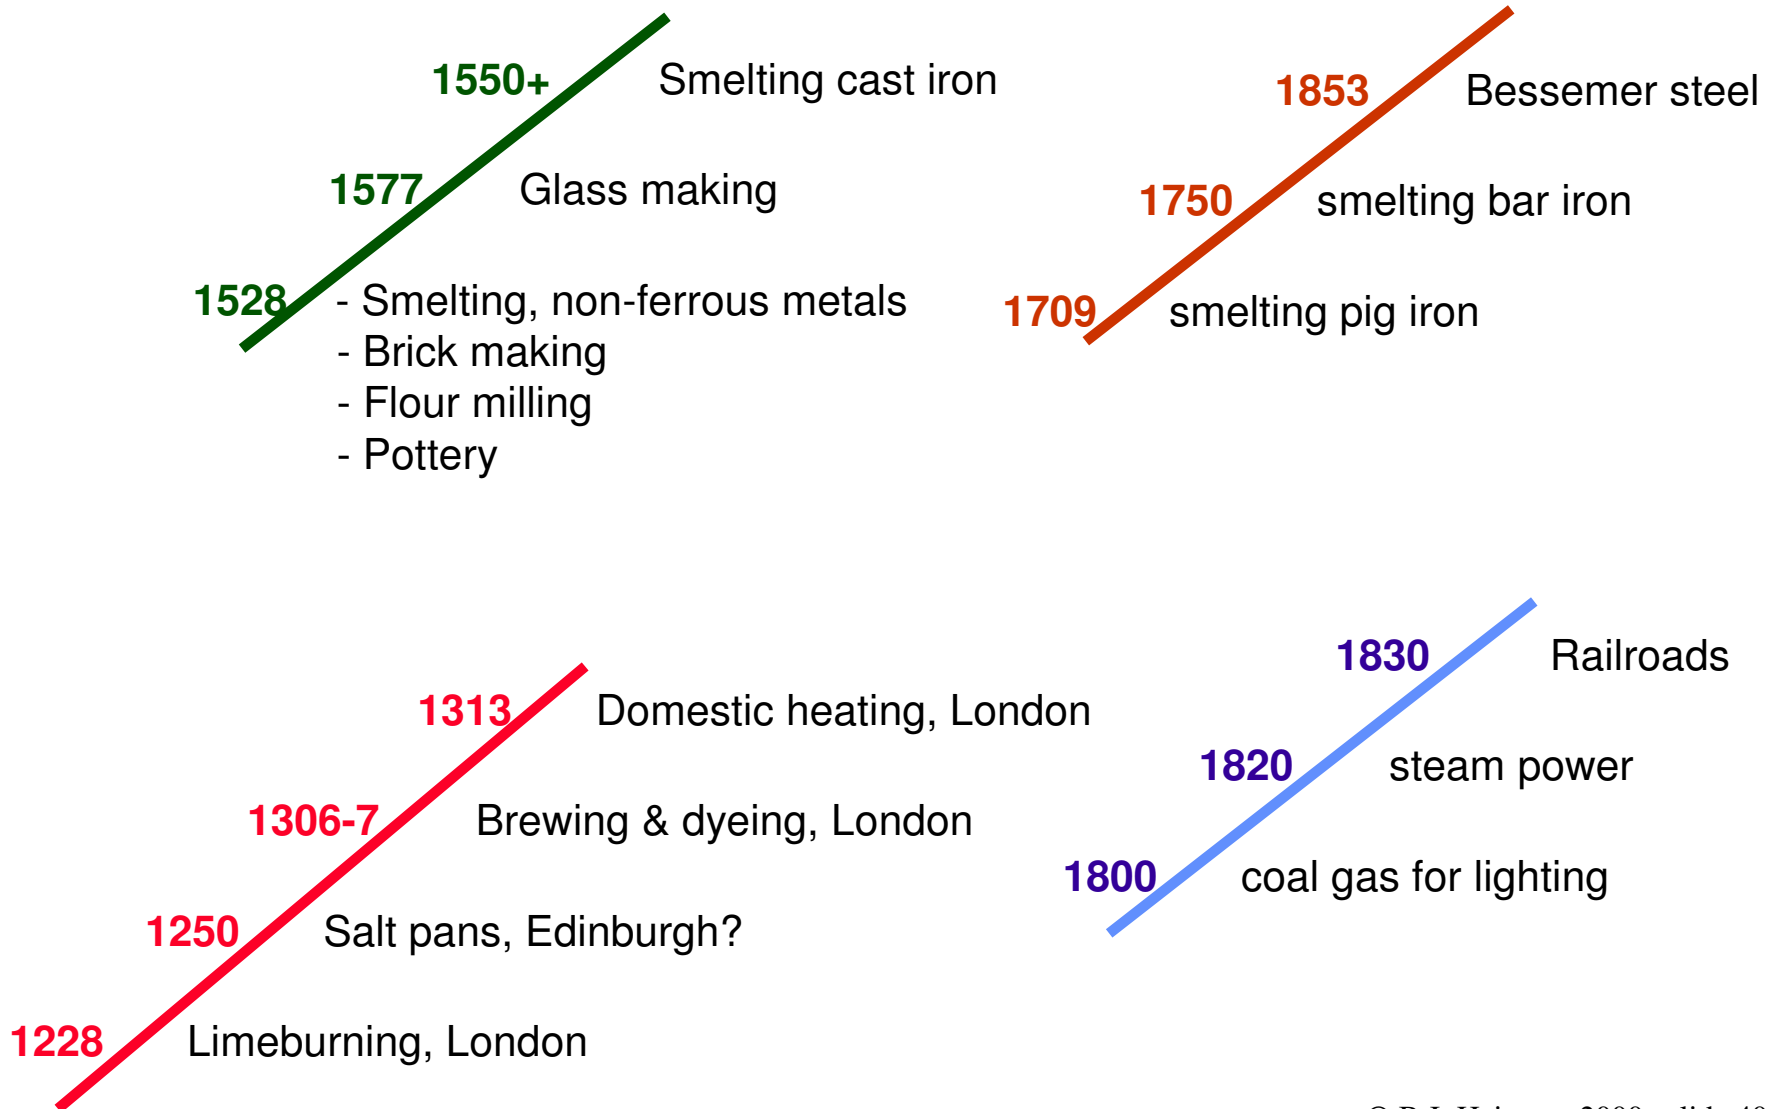 1550+ Smelting cast iron
1577 Glass making
1528 - Smelting, non-ferrous metals
- Brick making
- Flour milling
- Pottery
1853 Bessemer steel
1750 smelting bar iron
1709 smelting pig iron
1313 Domestic heating, London
1306-7 Brewing & dyeing, London
1250 Salt pans, Edinburgh?
1228 Limeburning, London
1830 Railroads
1820 steam power
1800 coal gas for lighting